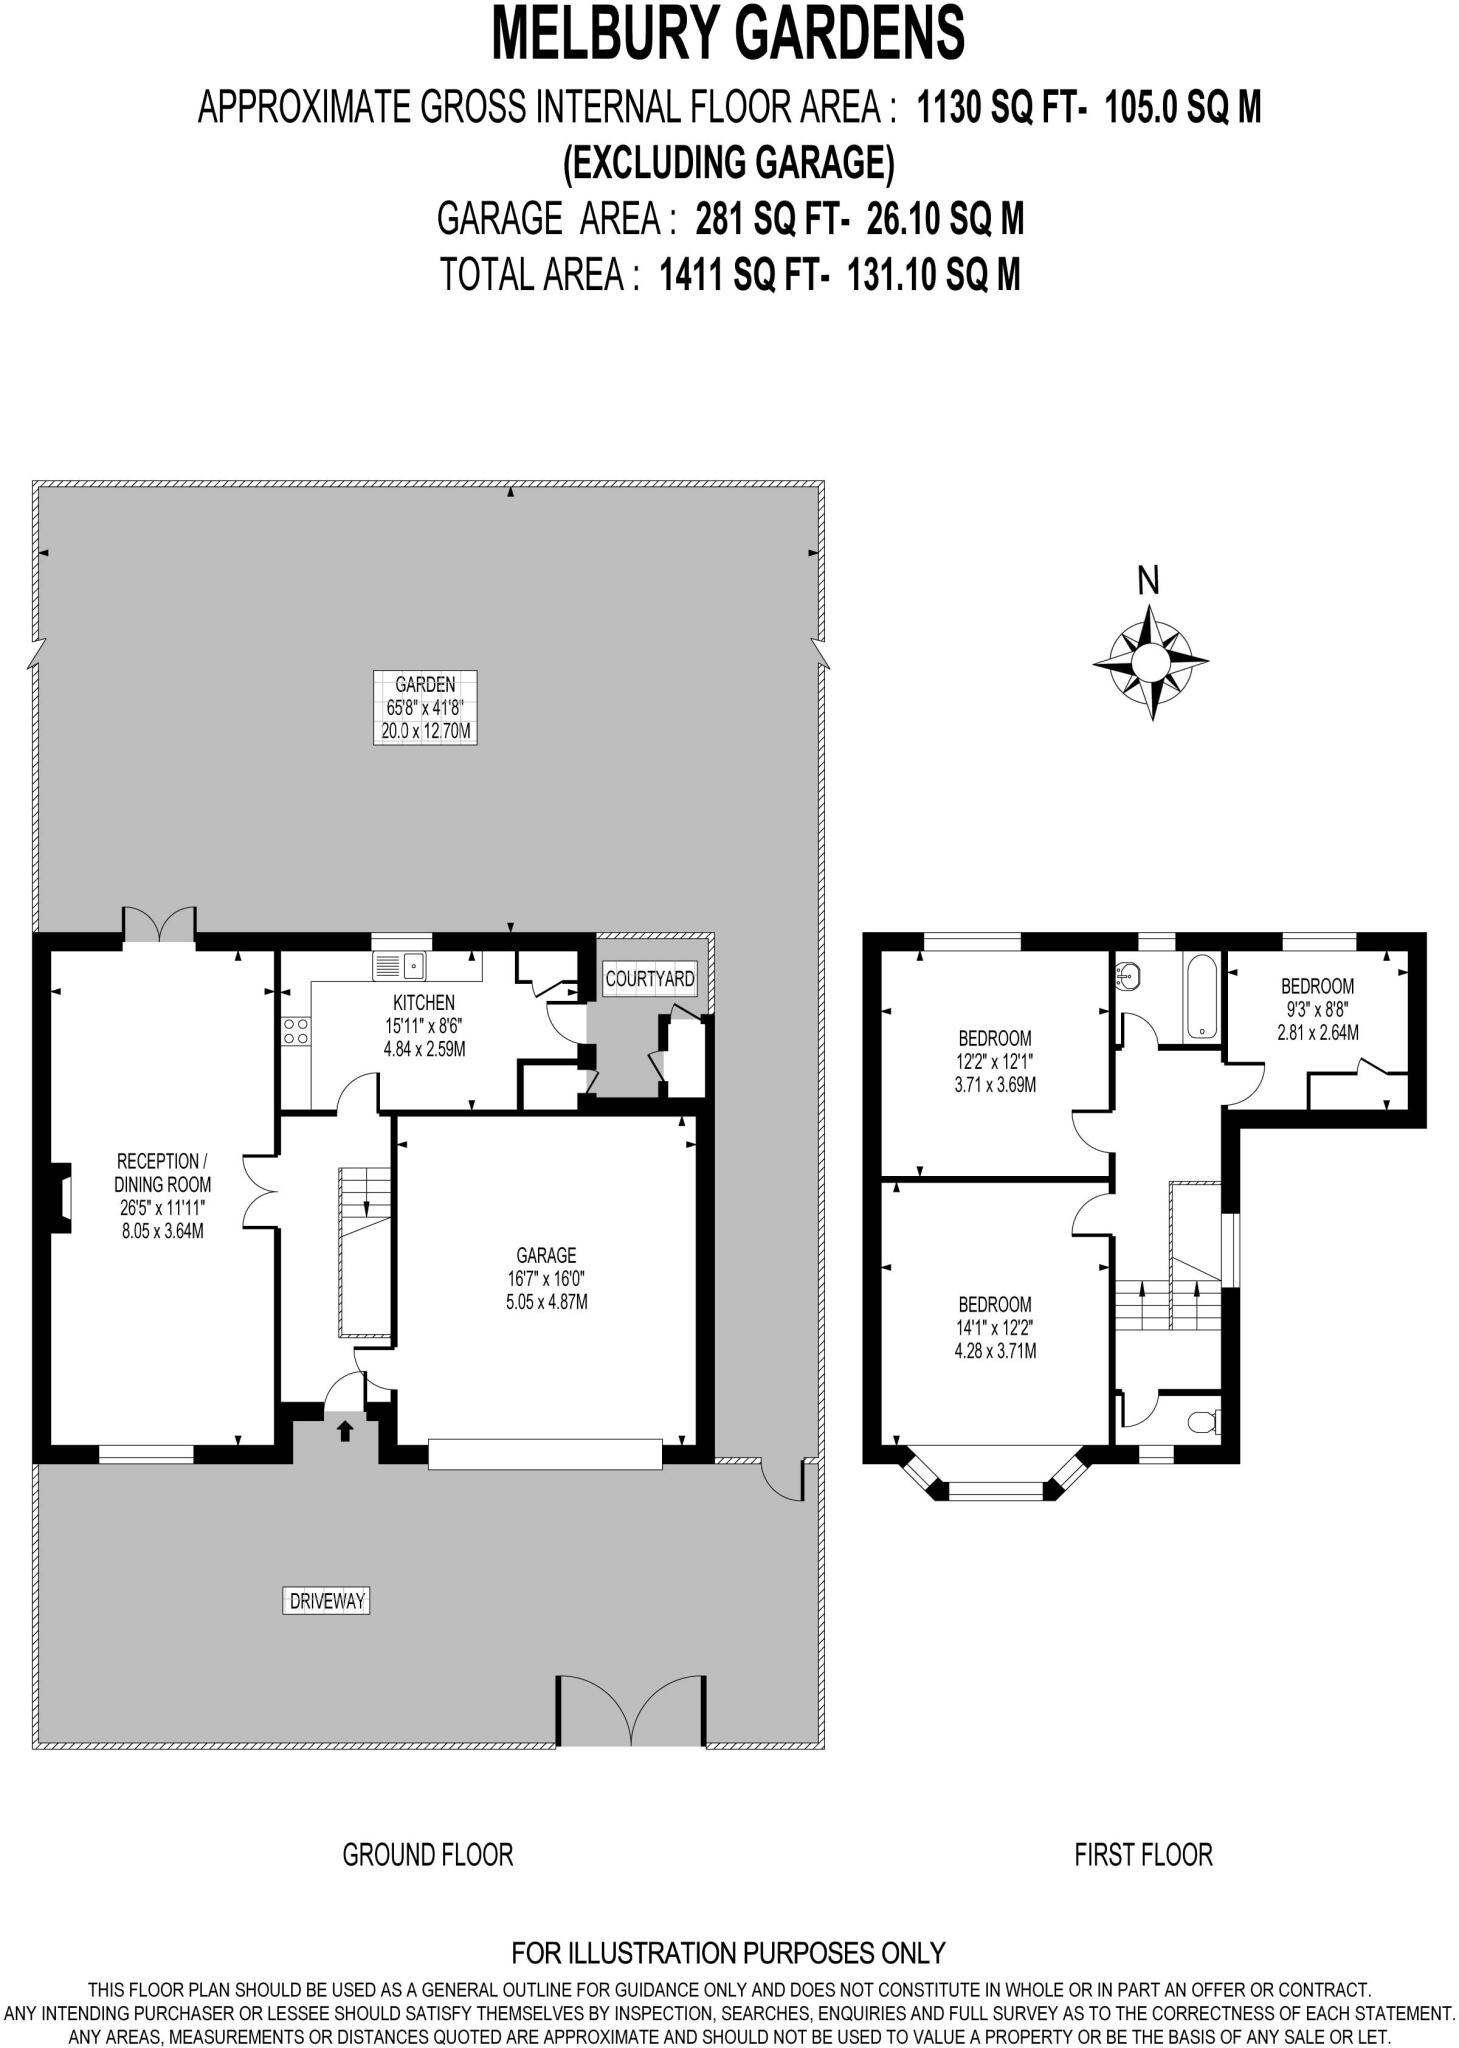 MELBURY GARDENS
APPROXIMATE GROSS INTERNAL FLOOR AREA : 1130 SQ FT- 105.0 SQ M
(EXCLUDING GARAGE)
GARAGE AREA : 281 SQ FT- 26.10 SQ M
TOTAL AREA : 1411 SQ FT- 131.10 SQ M
N
GARDEN
65'8" x 41'8"
20.0 x 12.70M
COURTYARD
KITCHEN
15'11" x 8'6"
4.84 x 2.59M
RECEPTION /
DINING ROOM
26'5" x 11'11"
8.05 x 3.64M
GARAGE
16'7" x 16'0"
5.05 x 4.87M
DRIVEWAY
BEDROOM
12'2" x 12'1"
3.71 x 3.69M
BEDROOM
9'3" x 8'8"
2.81 x 2.64M
BEDROOM
14'1" x 12'2"
4.28 x 3.71M
GROUND FLOOR
FIRST FLOOR
FOR ILLUSTRATION PURPOSES ONLY
THIS FLOOR PLAN SHOULD BE USED AS A GENERAL OUTLINE FOR GUIDANCE ONLY AND DOES NOT CONSTITUTE IN WHOLE OR IN PART AN OFFER OR CONTRACT.
ANY INTENDING PURCHASER OR LESSEE SHOULD SATISFY THEMSELVES BY INSPECTION, SEARCHES, ENQUIRIES AND FULL SURVEY AS TO THE CORRECTNESS OF EACH STATEMENT.
ANY AREAS, MEASUREMENTS OR DISTANCES QUOTED ARE APPROXIMATE AND SHOULD NOT BE USED TO VALUE A PROPERTY OR BE THE BASIS OF ANY SALE OR LET.